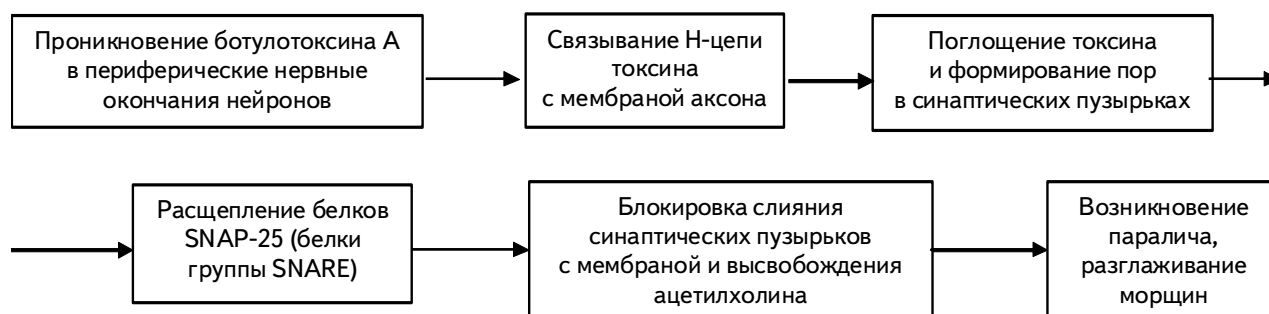 Проникновение ботулотоксина А
в периферические нервные
окончания нейронов
Связывание Н-цепи
токсина
с мембраной аксона
Поглощение токсина
и формирование пор
в синаптических пузырьках
Расщепление белков
SNAP-25 (белки
группы SNARE)
Блокировка слияния
синаптических пузырьков
с мембраной и высвобождения
ацетилхолина
Возникновение
паралича,
разглаживание
морщин